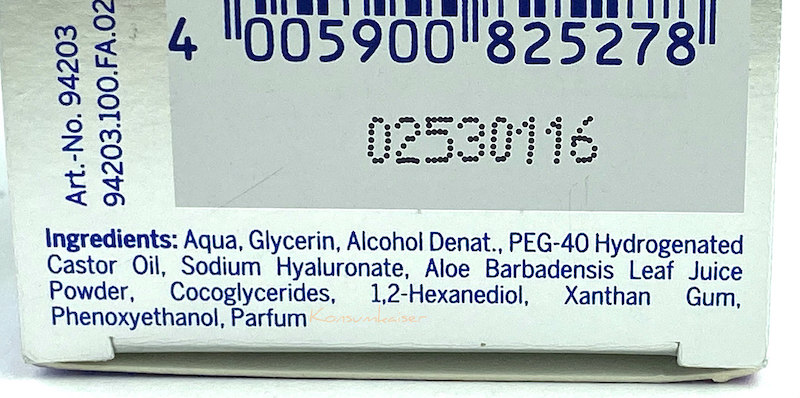 Art.-No. 94203
94203.100.FA.02
4 005900 825278
02530116
Ingredients: Aqua, Glycerin, Alcohol Denat., PEG-40 Hydrogenated
Castor Oil, Sodium Hyaluronate, Aloe Barbadensis Leaf Juice
Powder, Cocoglycerides, 1,2-Hexanediol, Xanthan Gum,
Phenoxyethanol, Parfum Konsumkaiser